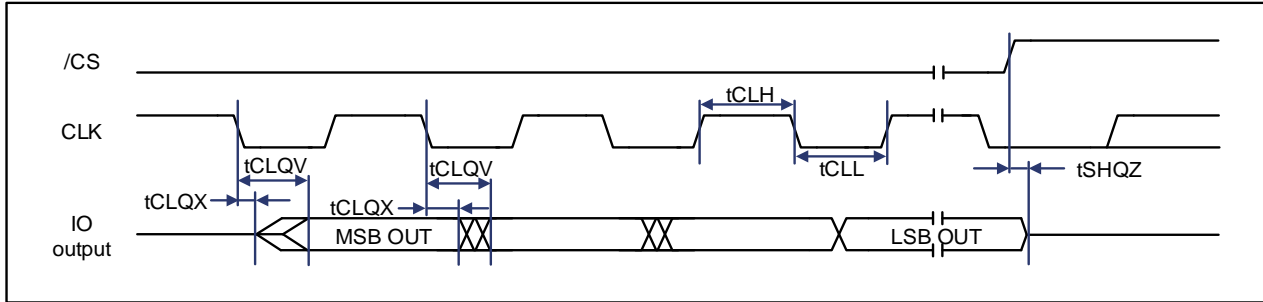 /CS
tCLH
CLK
tCLQV
tCLQV
tCLL
tSHQZ
tCLQX
tCLQX
IO
output
MSB OUT
LSB OUT